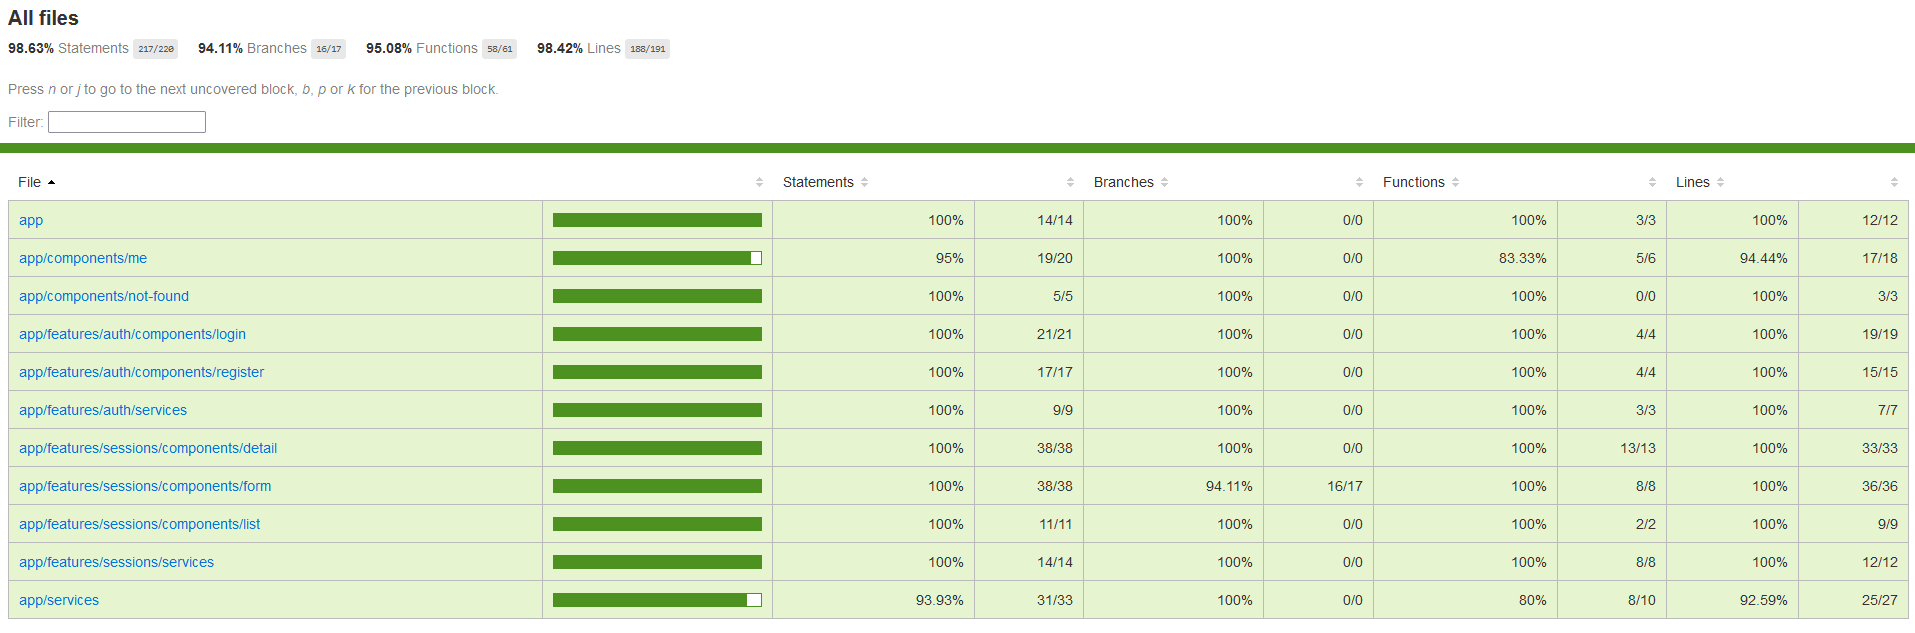 All files
98.63% Statements 217/220 94.11% Branches 16/17 95.08% Functions 58/61 98.42% Lines 188/191
Press n or j to go to the next uncovered block, b, p or k for the previous block.
Filter:
File Statements Branches Functions Lines
app 100% 14/14 100% 0/0 100% 3/3 100% 12/12
app/components/me 95% 19/20 100% 0/0 83.33% 5/6 94.44% 17/18
app/components/not-found 100% 5/5 100% 0/0 100% 0/0 100% 3/3
app/features/auth/components/login 100% 21/21 100% 0/0 100% 4/4 100% 19/19
app/features/auth/components/register 100% 17/17 100% 0/0 100% 4/4 100% 15/15
app/features/auth/services 100% 9/9 100% 0/0 100% 3/3 100% 7/7
app/features/sessions/components/detail 100% 38/38 100% 0/0 100% 13/13 100% 33/33
app/features/sessions/components/form 100% 38/38 94.11% 16/17 100% 8/8 100% 36/36
app/features/sessions/components/list 100% 11/11 100% 0/0 100% 2/2 100% 9/9
app/features/sessions/services 100% 14/14 100% 0/0 100% 8/8 100% 12/12
app/services 93.93% 31/33 100% 0/0 80% 8/10 92.59% 25/27